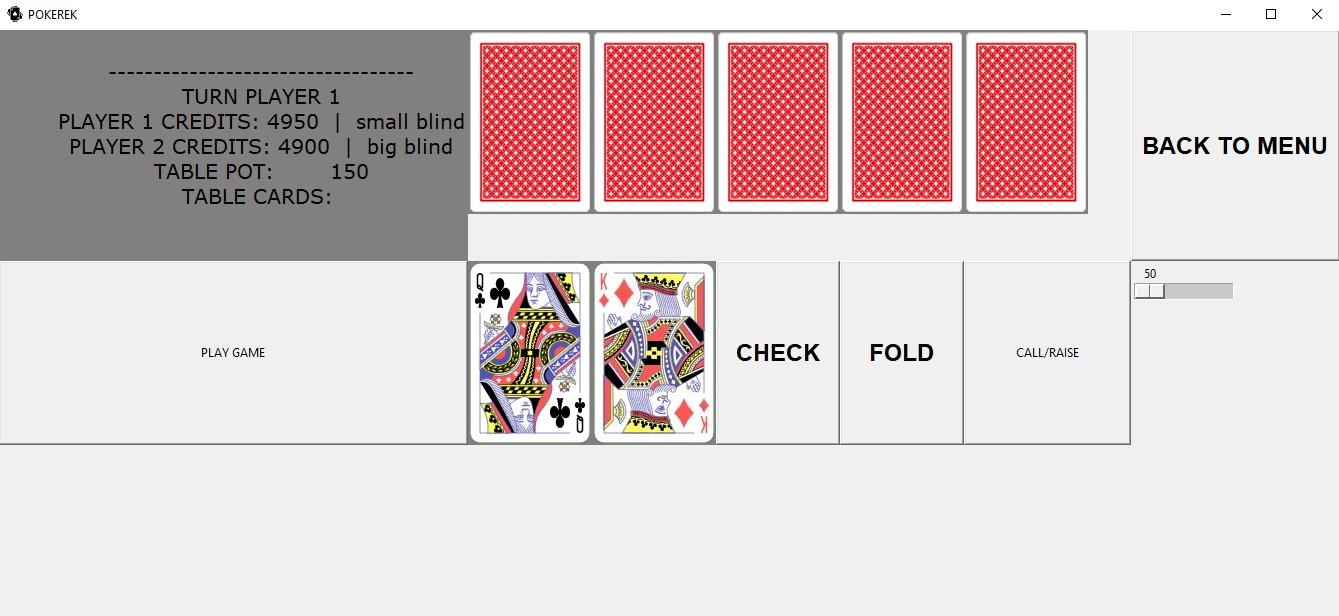 POKEREK
----------------------------------
TURN PLAYER 1
PLAYER 1 CREDITS: 4950  |  small blind
PLAYER 2 CREDITS: 4900  |  big blind
TABLE POT:         150
TABLE CARDS:
BACK TO MENU
PLAY GAME
Q
Q
K
K
CHECK
FOLD
CALL/RAISE
50